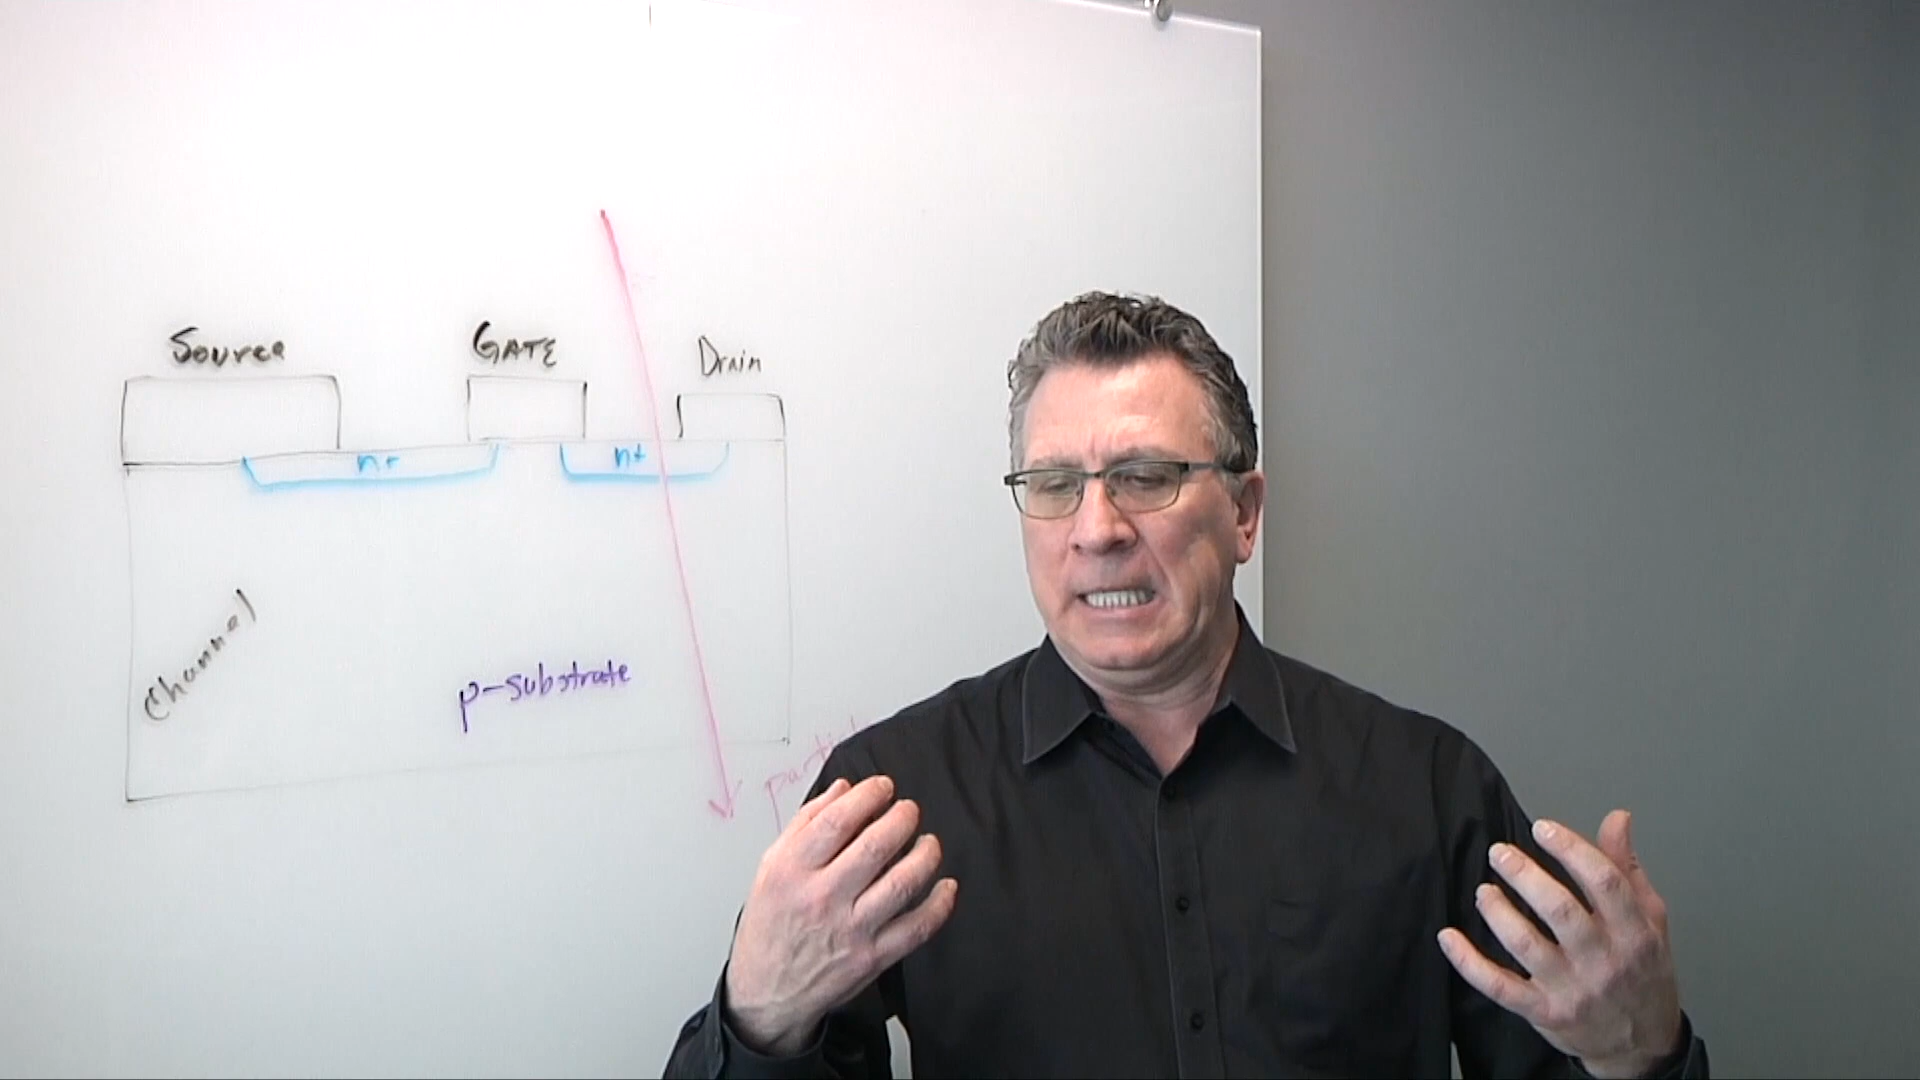 Source
GATE
Drain
n+
n+
Channel
p-substrate